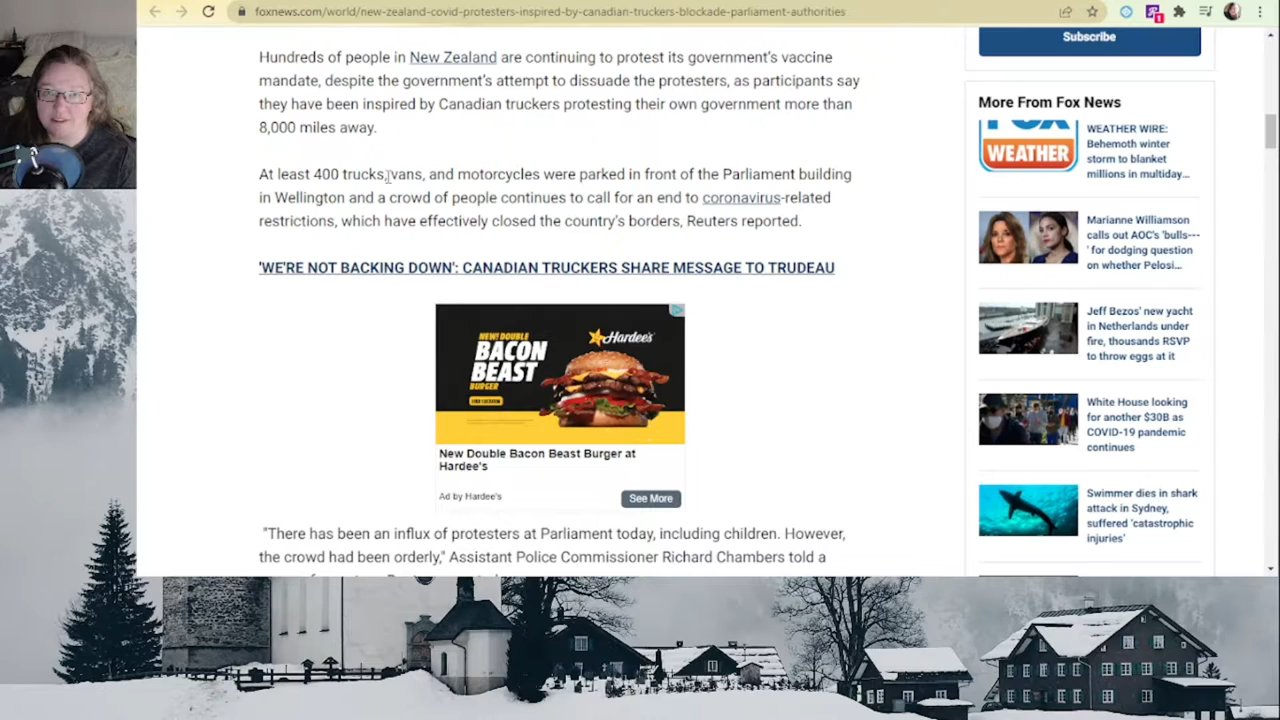 foxnews.com/world/new-zealand-covid-protesters-inspired-by-canadian-truckers-blockade-parliament-authorities
Hundreds of people in New Zealand are continuing to protest its government's vaccine
mandate, despite the government's attempt to dissuade the protesters, as participants say
they have been inspired by Canadian truckers protesting their own government more than
8,000 miles away.
At least 400 trucks, vans, and motorcycles were parked in front of the Parliament building
in Wellington and a crowd of people continues to call for an end to coronavirus-related
restrictions, which have effectively closed the country's borders, Reuters reported.
'WE'RE NOT BACKING DOWN': CANADIAN TRUCKERS SHARE MESSAGE TO TRUDEAU
NEW! DOUBLE
BACON
BEAST
BURGER
Hardee's
New Double Bacon Beast Burger at
Hardee's
Ad by Hardee's
See More
"There has been an influx of protesters at Parliament today, including children. However,
the crowd had been orderly," Assistant Police Commissioner Richard Chambers told a
Subscribe
More From Fox News
FOX
WEATHER
WEATHER WIRE:
Behemoth winter
storm to blanket
millions in multiday...
Marianne Williamson
calls out AOC's 'bulls---
' for dodging question
on whether Pelosi...
Jeff Bezos' new yacht
in Netherlands under
fire, thousands RSVP
to throw eggs at it
White House looking
for another $30B as
COVID-19 pandemic
continues
Swimmer dies in shark
attack in Sydney,
suffered 'catastrophic
injuries'